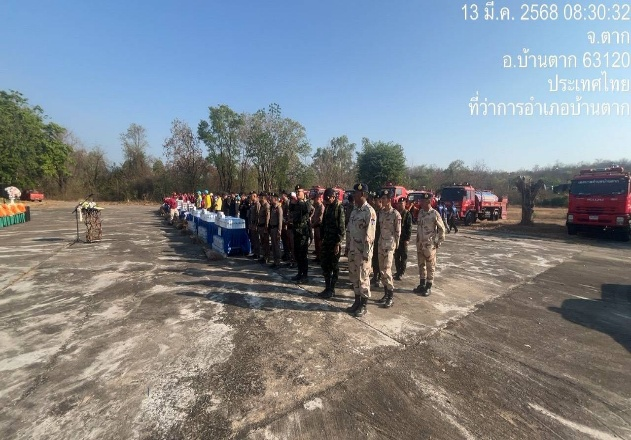 13 มี.ค. 2568 08:30:32
จ.ตาก
อ.บ้านตาก 63120
ประเทศไทย
ที่ว่าการอำเภอบ้านตาก